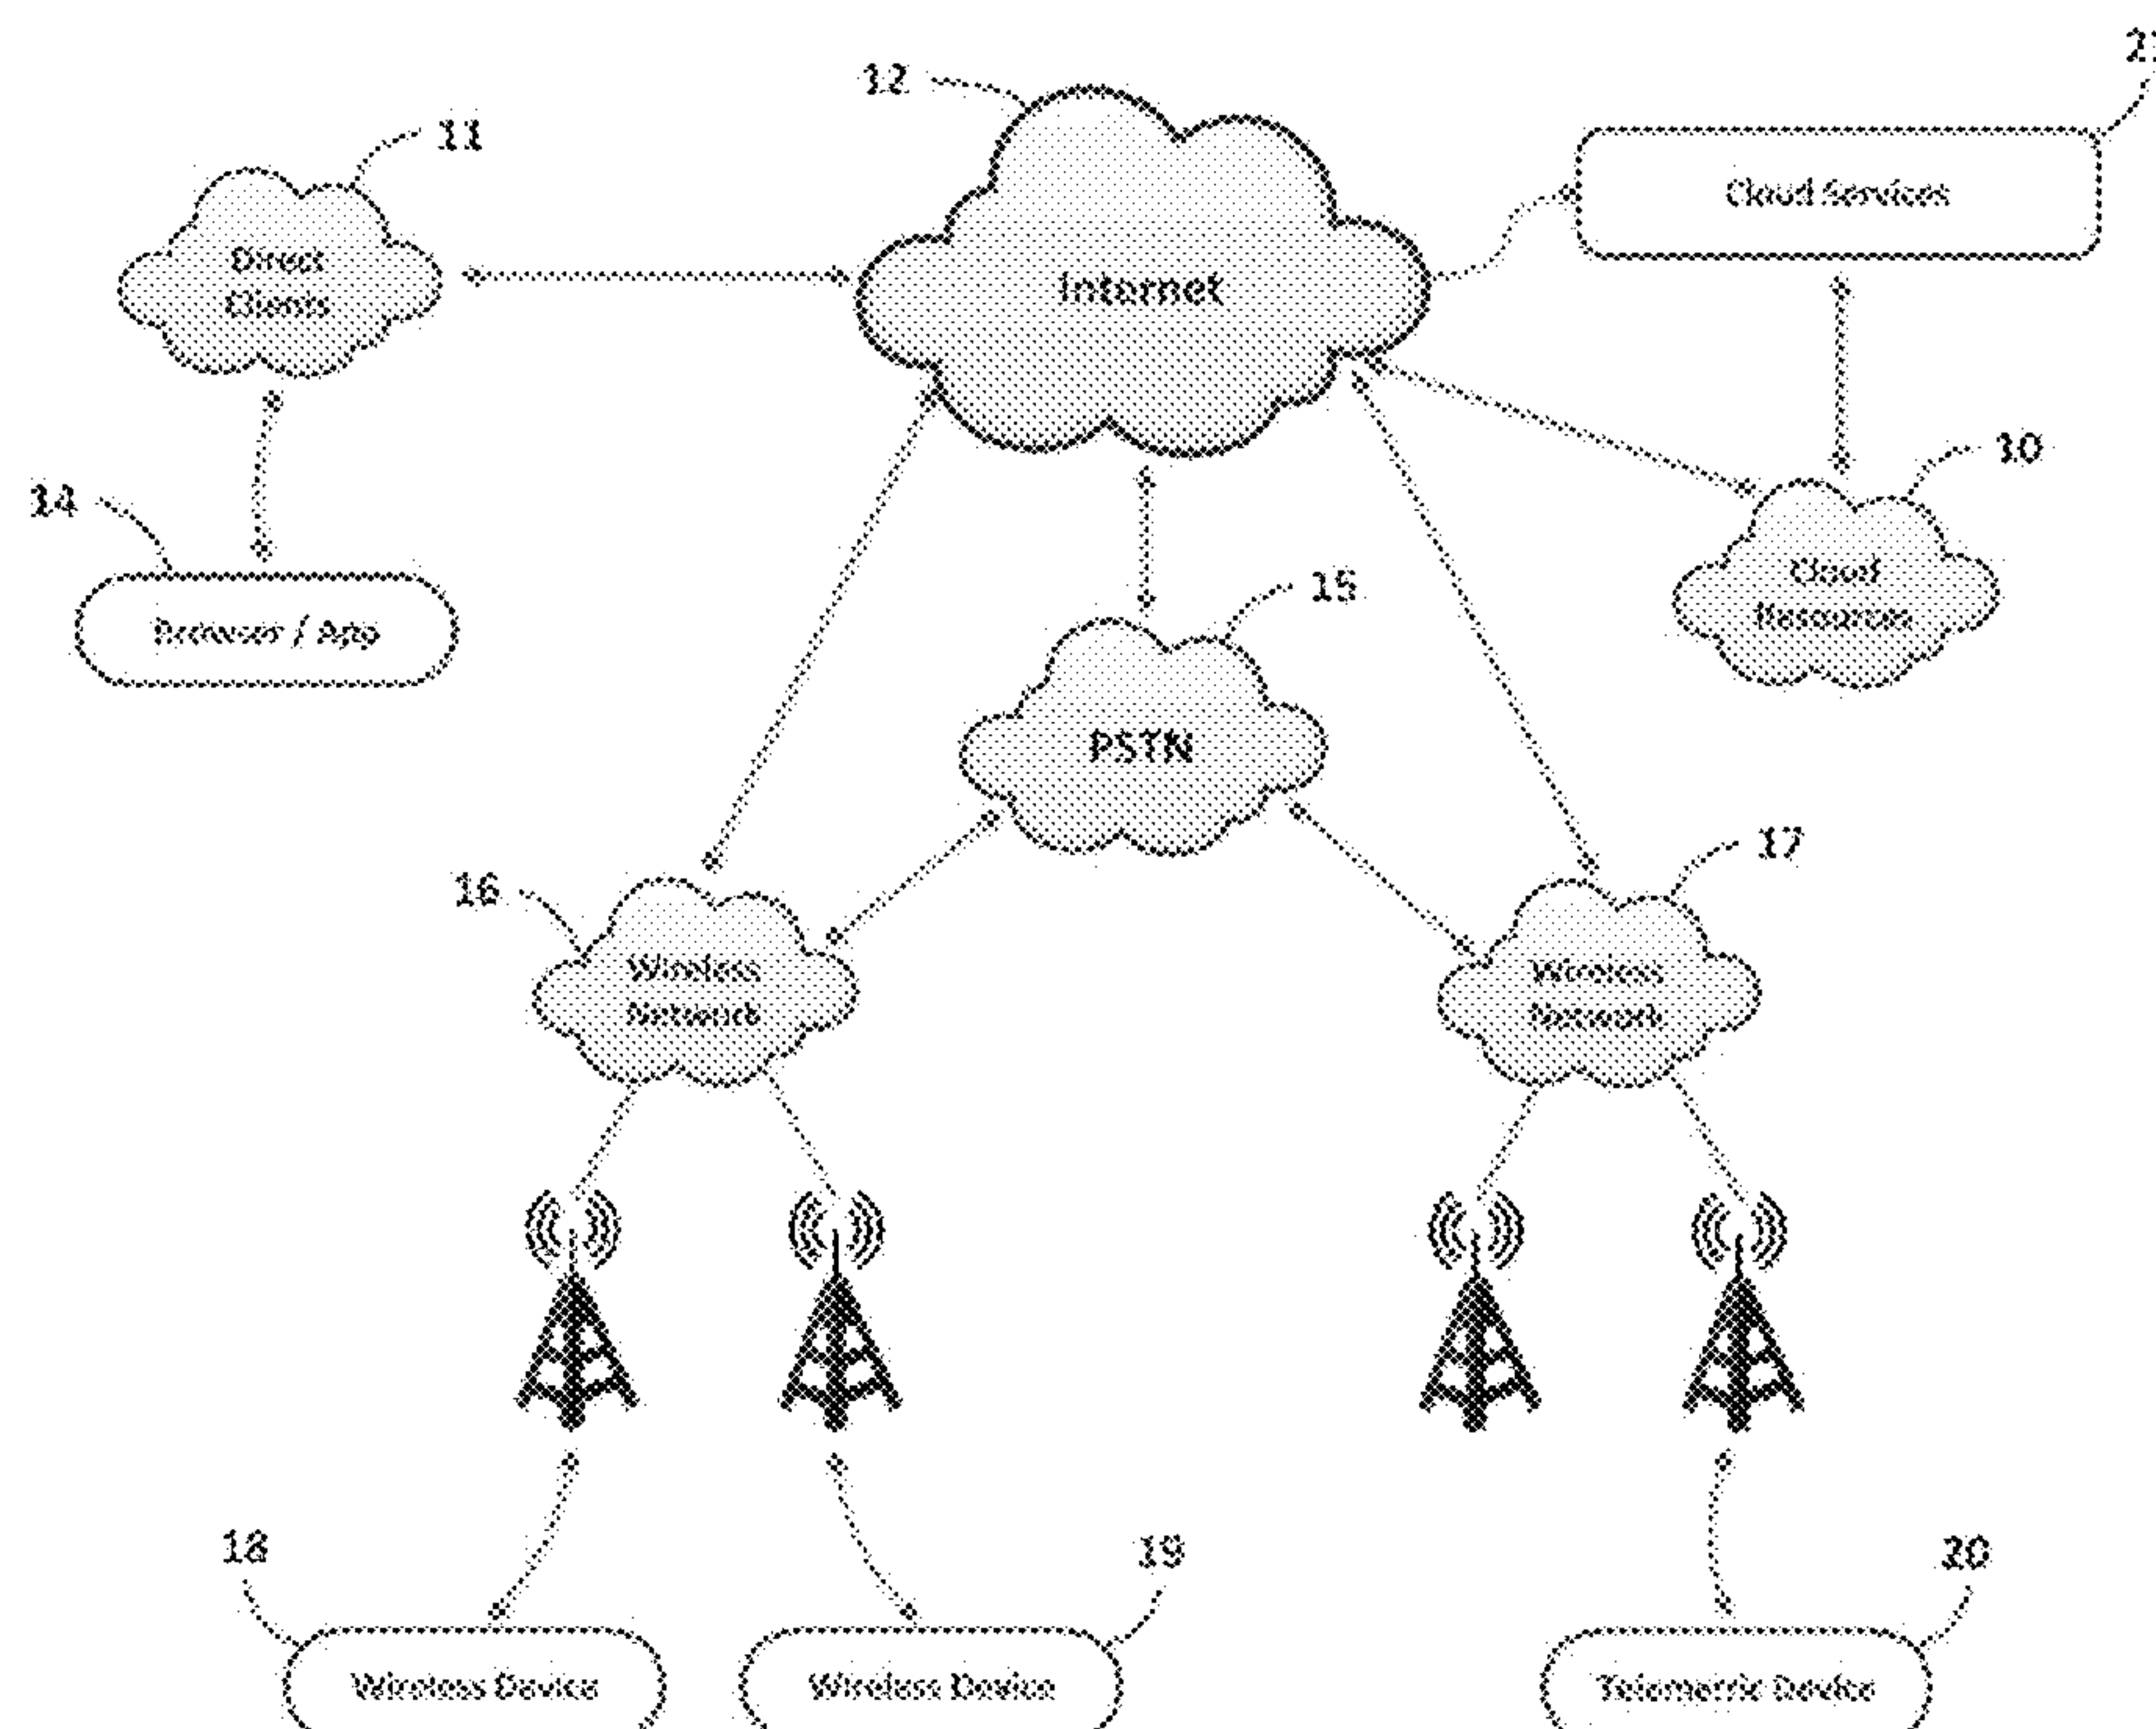 12
11
Cloud Services
Direct
Clients
Internet
10
14
Cloud
Resources
15
Browser / App
PSTN
17
16
Wireless
Network
Wireless
Network
18
19
20
Wireless Device
Wireless Device
Telemetric Device